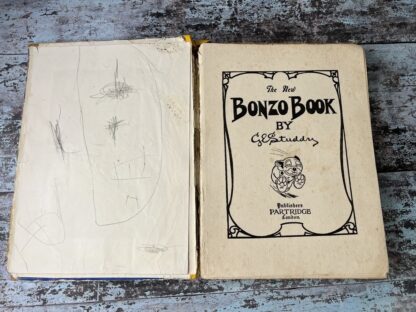 The New
BONZO BOOK
BY
G E Studdy
Publishers
PARTRIDGE
London